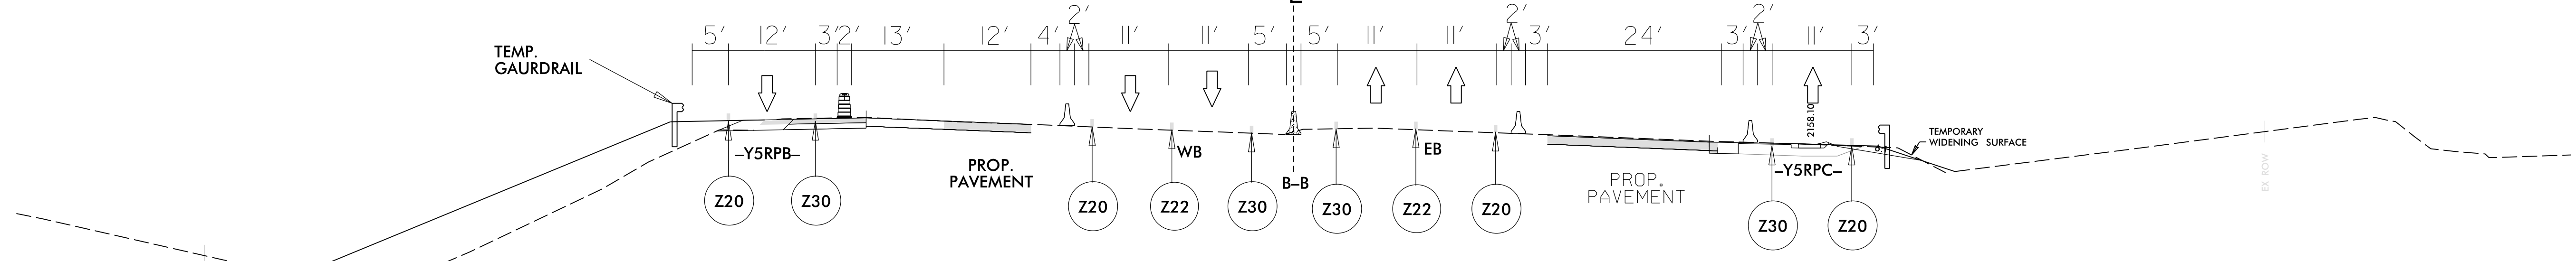 5' 12' 3' 2' 13' 12' 4' 2' 11' 11' 5' 5' 11' 11' 2' 3' 24' 3' 2' 11' 3'
TEMP.
GAURDRAIL
2158.10
TEMPORARY
WIDENING SURFACE
–Y5RPB–
PROP.
PAVEMENT
WB
B–B
EB
PROP.
PAVEMENT
–Y5RPC–
EX ROW
Z20 Z30 Z20 Z22 Z30 Z30 Z22 Z20 Z30 Z20